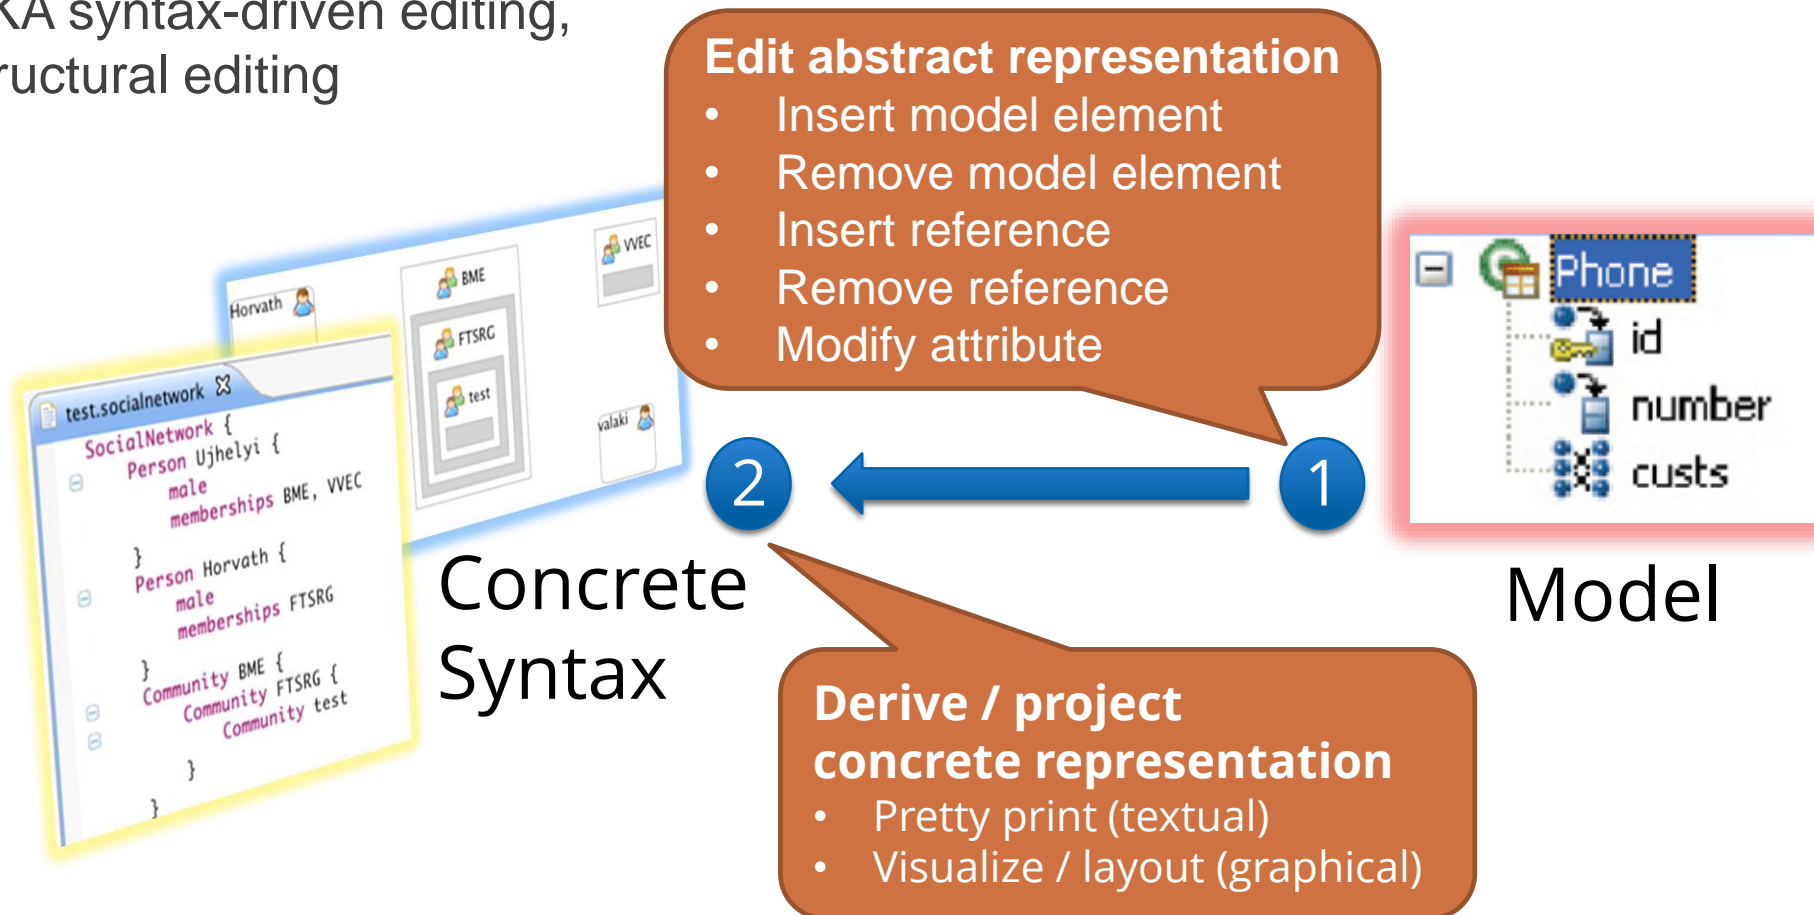 KA syntax-driven editing,
ructural editing
Edit abstract representation
• Insert model element
• Remove model element
• Insert reference
• Remove reference
• Modify attribute
Horvath
BME
FTSRG
test
VVEC
valaki
test.socialnetwork
SocialNetwork {
Person Ujhelyi {
male
memberships BME, VVEC
}
Person Horvath {
male
memberships FTSRG
}
Community BME {
Community FTSRG {
Community test
}
}
2
1
Phone
id
number
custs
Concrete
Syntax
Model
Derive / project
concrete representation
• Pretty print (textual)
• Visualize / layout (graphical)